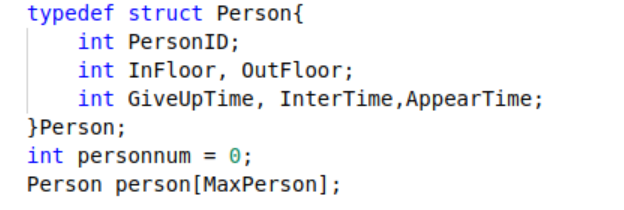 typedef struct Person{
    int PersonID;
    int InFloor, OutFloor;
    int GiveUpTime, InterTime,AppearTime;
}Person;
int personnum = 0;
Person person[MaxPerson];